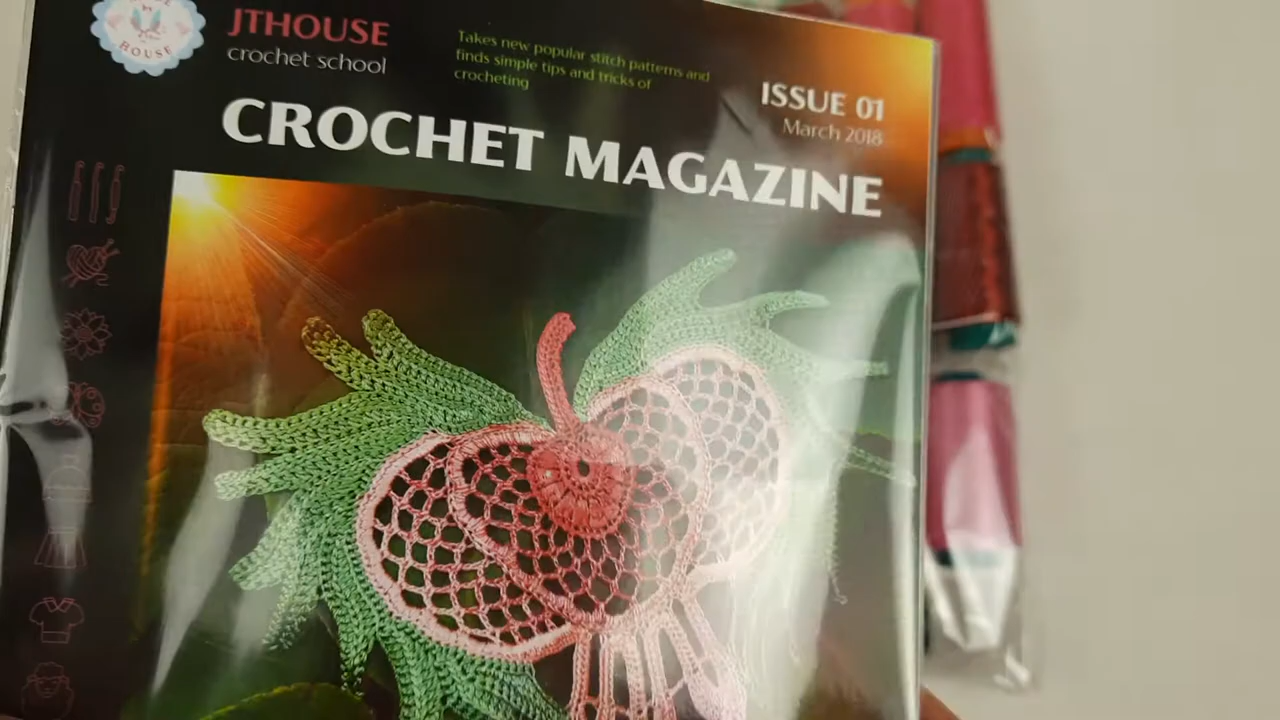 HOUSE
JTHOUSE
crochet school
Takes new popular stitch patterns and
finds simple tips and tricks of
crocheting
ISSUE 01
March 2018
CROCHET MAGAZINE